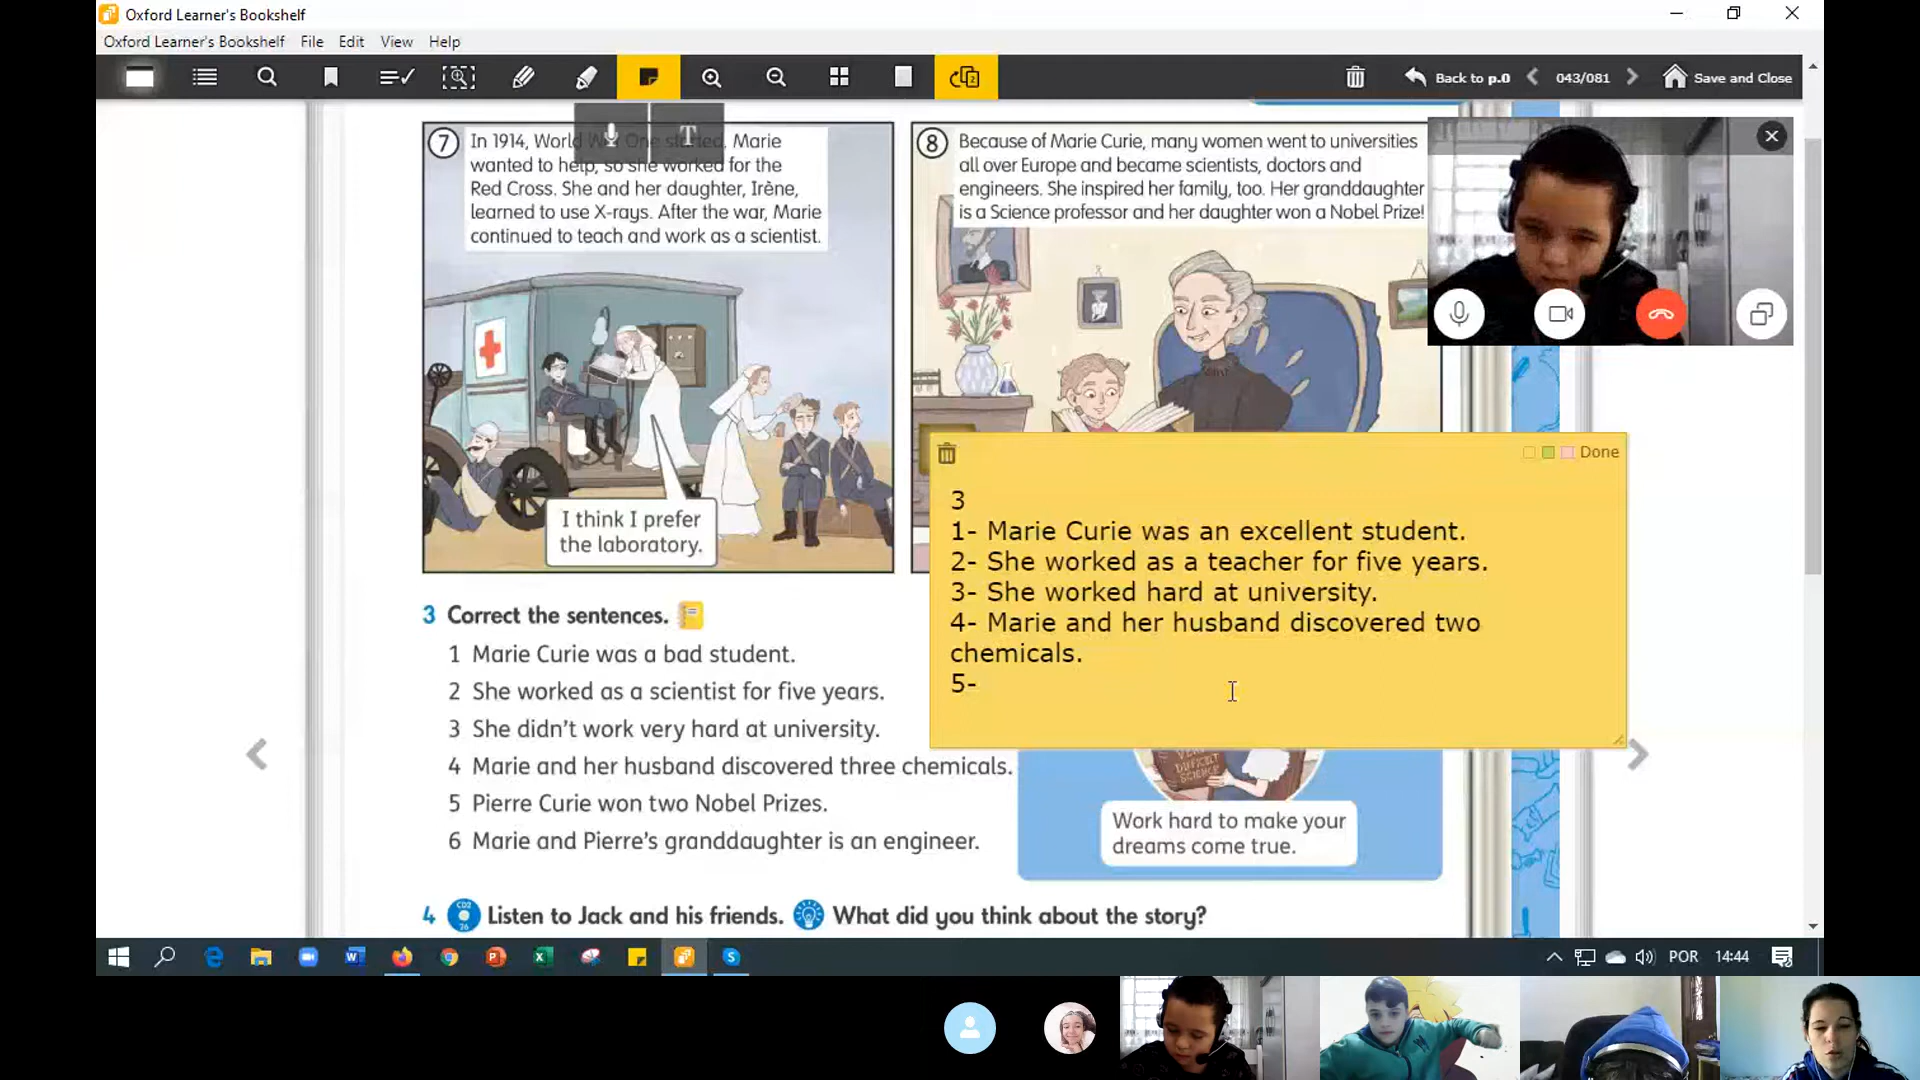 Oxford Learner's Bookshelf
Oxford Learner's Bookshelf File Edit View Help
Back to p.0 043/081 Save and Close
7 In 1914, World War One started, Marie
wanted to help, so she worked for the
Red Cross. She and her daughter, Irène,
learned to use X-rays. After the war, Marie
continued to teach and work as a scientist.
I think I prefer
the laboratory.
8 Because of Marie Curie, many women went to universities
all over Europe and became scientists, doctors and
engineers. She inspired her family, too. Her granddaughter
is a Science professor and her daughter won a Nobel Prize!
Done
3
1- Marie Curie was an excellent student.
2- She worked as a teacher for five years.
3- She worked hard at university.
4- Marie and her husband discovered two
chemicals.
5-
3 Correct the sentences.
1 Marie Curie was a bad student.
2 She worked as a scientist for five years.
3 She didn't work very hard at university.
4 Marie and her husband discovered three chemicals.
5 Pierre Curie won two Nobel Prizes.
6 Marie and Pierre's granddaughter is an engineer.
DIFFICULT
SCIENCE
Work hard to make your
dreams come true.
4 CD2 26 Listen to Jack and his friends. What did you think about the story?
POR 14:44